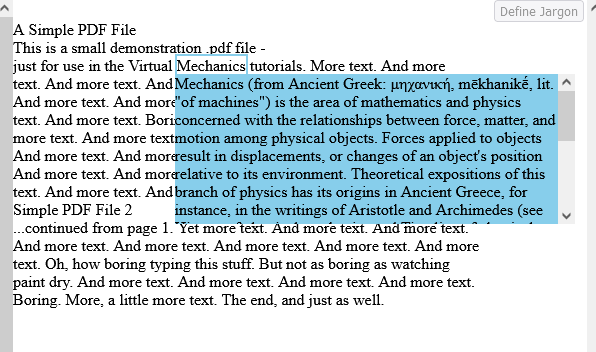 Define Jargon
A Simple PDF File
This is a small demonstration .pdf file -
just for use in the Virtual Mechanics tutorials. More text. And more
text. And more text. And
And more text. And more
text. And more text.
more text. And more text
And more text. And more
And more text. And more
text. And more text. And
Mechanics (from Ancient Greek: μηχανική, mēkhanikḗ, lit.
"of machines") is the area of mathematics and physics
concerned with the relationships between force, matter, and
motion among physical objects. Forces applied to objects
result in displacements, or changes of an object's position
relative to its environment. Theoretical expositions of this
branch of physics has its origins in Ancient Greece, for
instance, in the writings of Aristotle and Archimedes (see
Simple PDF File 2
...continued from page 1. Yet more text. And more text. And more text.
And more text. And more text. And more text. And more text. And more
text. Oh, how boring typing this stuff. But not as boring as watching
paint dry. And more text. And more text. And more text. And more text.
Boring. More, a little more text. The end, and just as well.